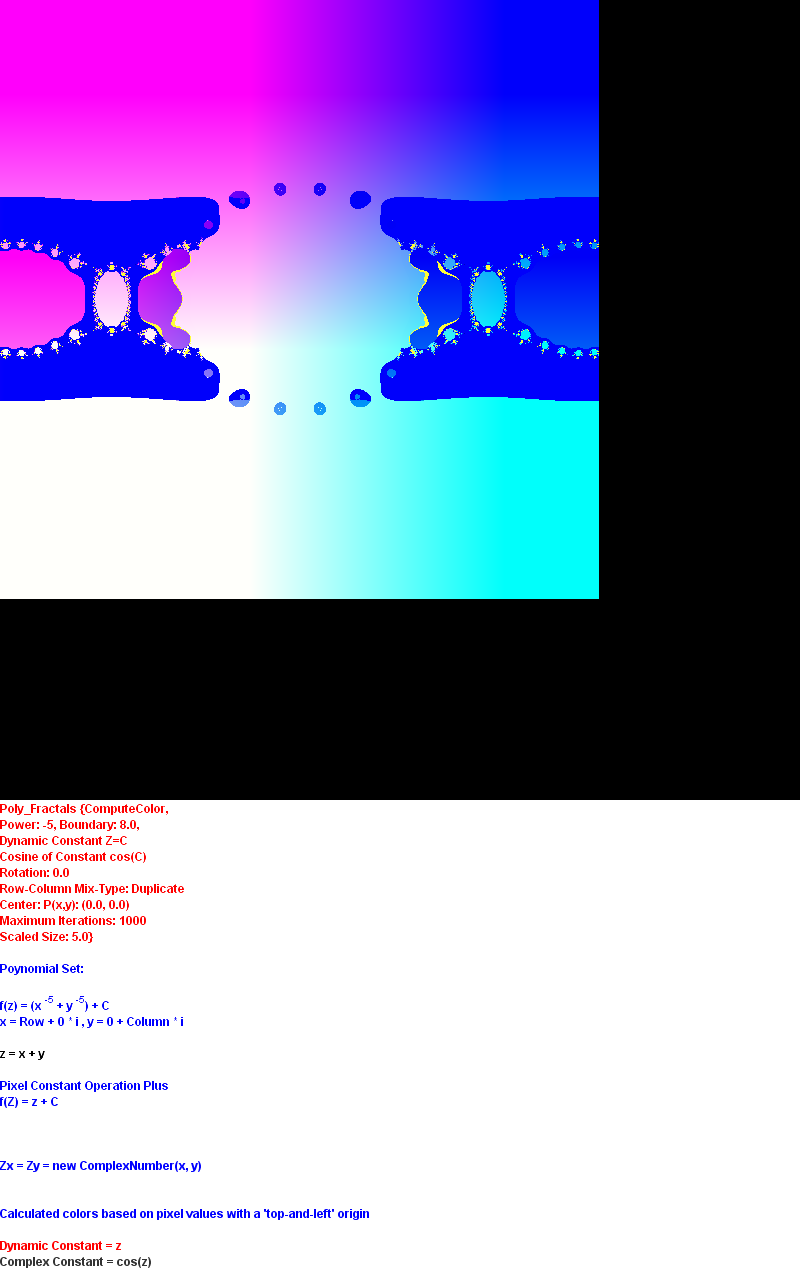 Poly_Fractals {ComputeColor,
Power: -5, Boundary: 8.0,
Dynamic Constant Z=C
Cosine of Constant cos(C)
Rotation: 0.0
Row-Column Mix-Type: Duplicate
Center: P(x,y): (0.0, 0.0)
Maximum Iterations: 1000
Scaled Size: 5.0}
Poynomial Set:
f(z) = (x -5 + y -5) + C
x = Row + 0 * i , y = 0 + Column * i
z = x + y
Pixel Constant Operation Plus
f(Z) = z + C
Zx = Zy = new ComplexNumber(x, y)
Calculated colors based on pixel values with a 'top-and-left' origin
Dynamic Constant = z
Complex Constant = cos(z)